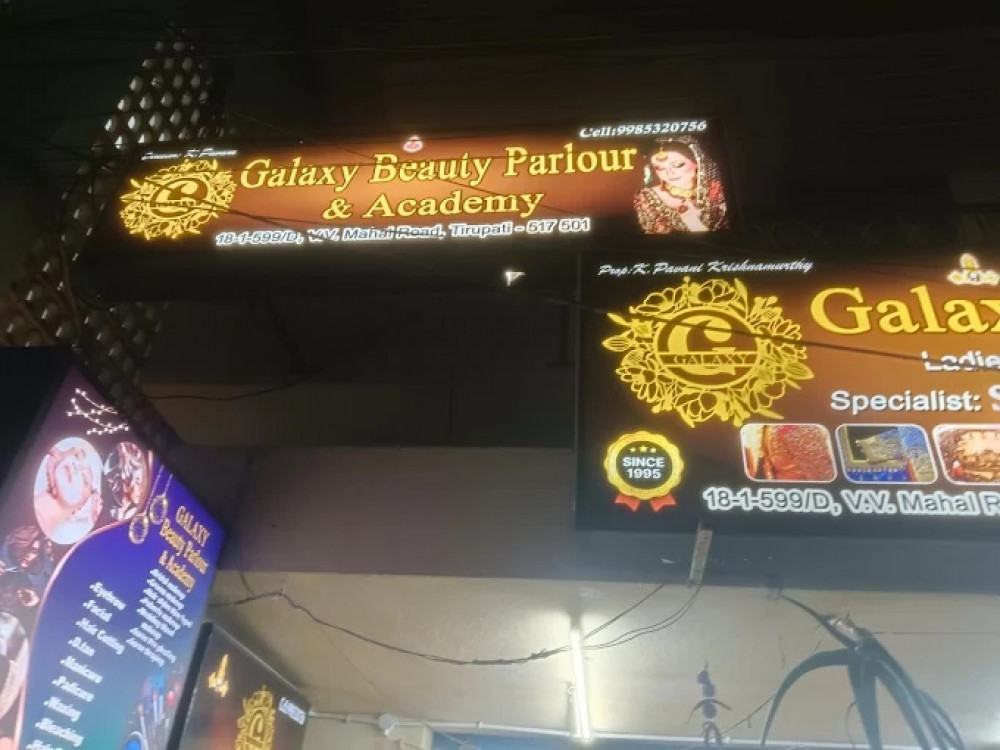 Cell:9985320756
Galaxy Beauty Parlour
& Academy
18-1-599/D, V.V. Mahal Road, Tirupati - 517 501
Prop:K. Pavani Krishnamurthy
GALAXY
Galax
Ladie
Specialist: S
SINCE
1995
18-1-599/D, V.V. Mahal R
GALAXY
Beauty Parlour
& Academy
.Eyebrow
.Facial
.Hair Cutting
.D.tan
.Manicure
.Padicure
.Waxing
.Bleaching